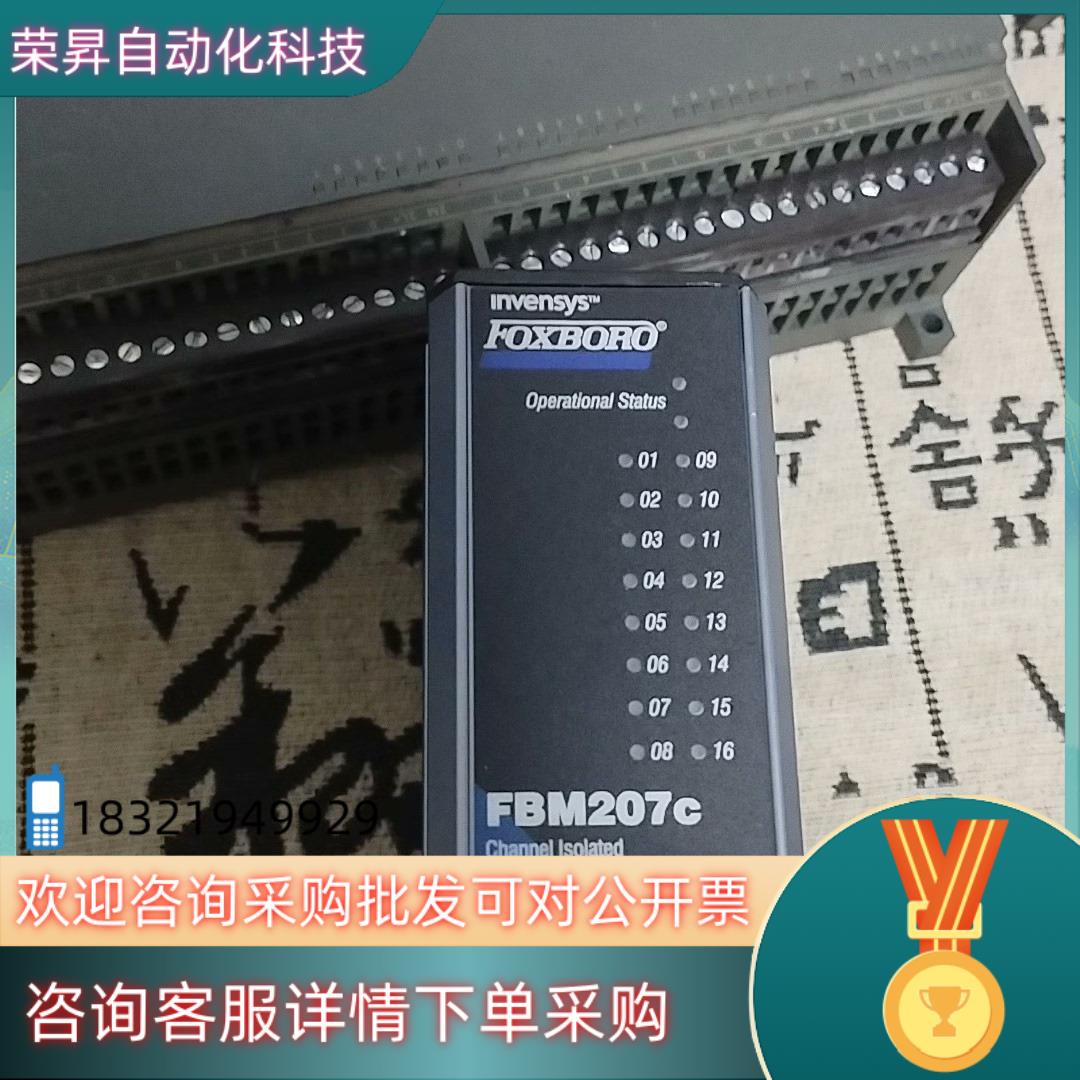 荣昇自动化科技
invensys™
FOXBORO®
Operational Status
01 09
02 10
03 11
04 12
05 13
06 14
07 15
08 16
FBM207c
Channel Isolated
18321949929
欢迎咨询采购批发可对公开票
咨询客服详情下单采购